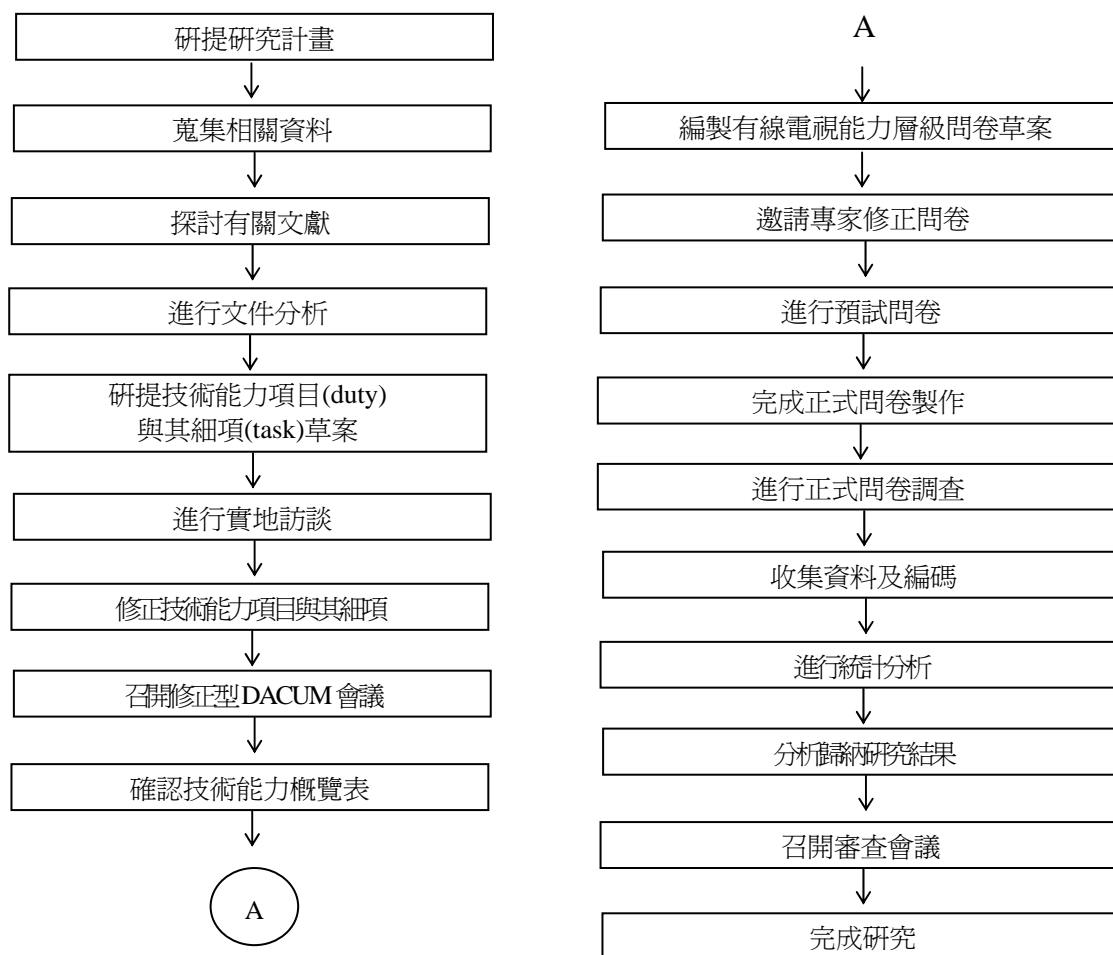 研提研究計畫
蒐集相關資料
探討有關文獻
進行文件分析
研提技術能力項目(duty)
與其細項(task)草案
進行實地訪談
修正技術能力項目與其細項
召開修正型DACUM 會議
確認技術能力概覽表
A
A
編製有線電視能力層級問卷草案
邀請專家修正問卷
進行預試問卷
完成正式問卷製作
進行正式問卷調查
收集資料及編碼
進行統計分析
分析歸納研究結果
召開審查會議
完成研究